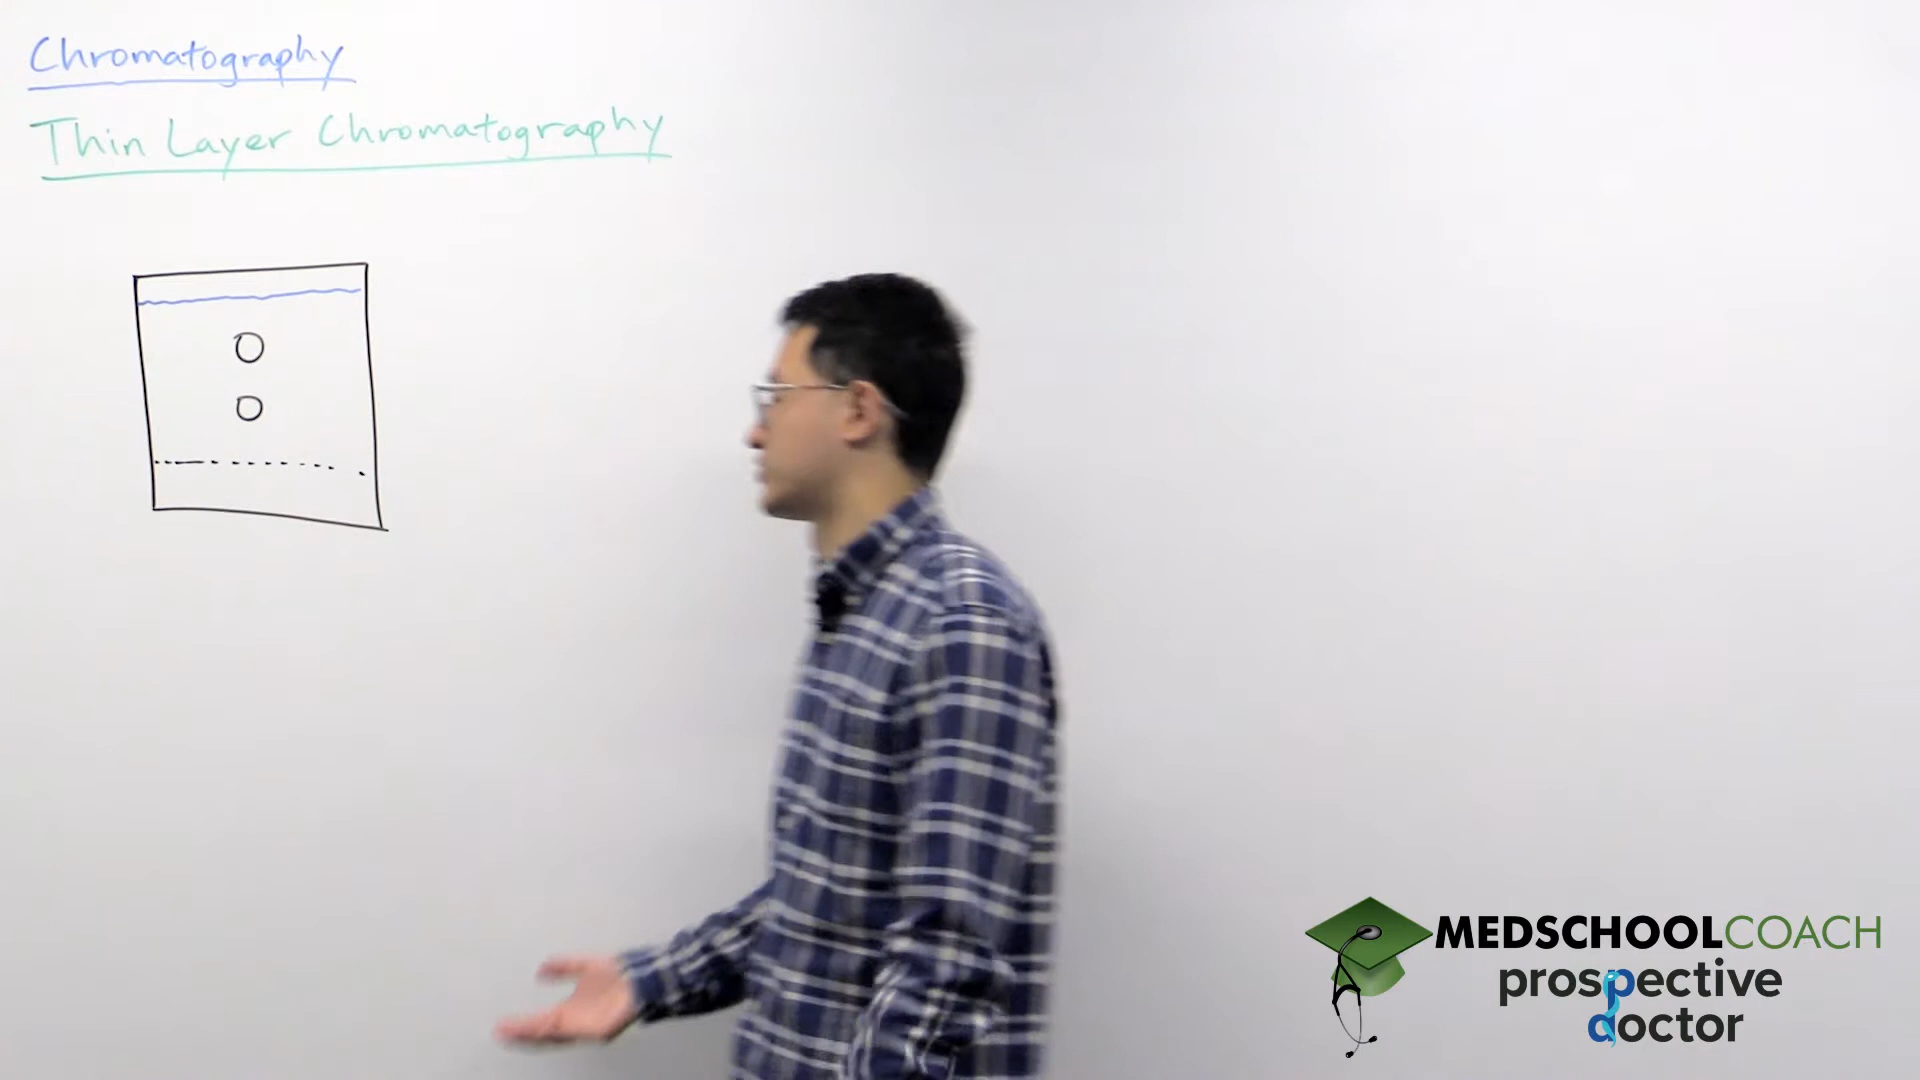 Chromatography
Thin Layer Chromatography
MEDSCHOOLCOACH
prospective
doctor